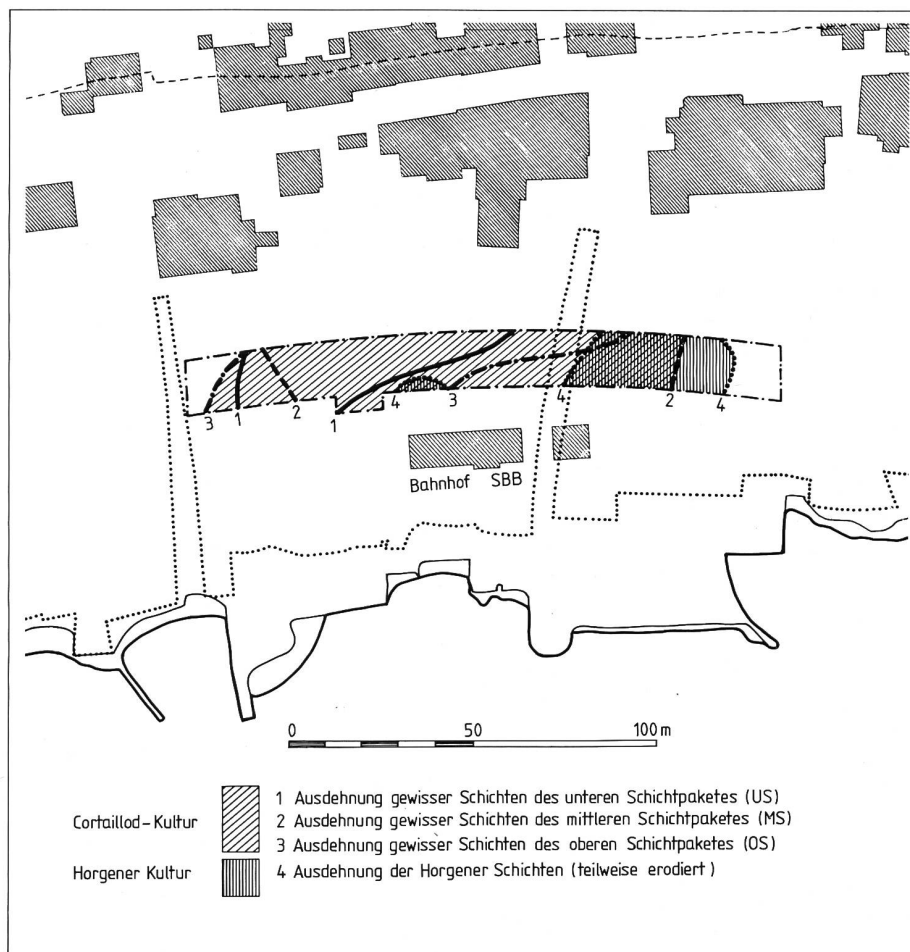 3 1 2 1 4 3 4 2 4
Bahnhof SBB
0 50 100 m
Cortaillod-Kultur
1 Ausdehnung gewisser Schichten des unteren Schichtpaketes (US)
2 Ausdehnung gewisser Schichten des mittleren Schichtpaketes (MS)
3 Ausdehnung gewisser Schichten des oberen Schichtpaketes (OS)
Horgener Kultur
4 Ausdehnung der Horgener Schichten (teilweise erodiert)